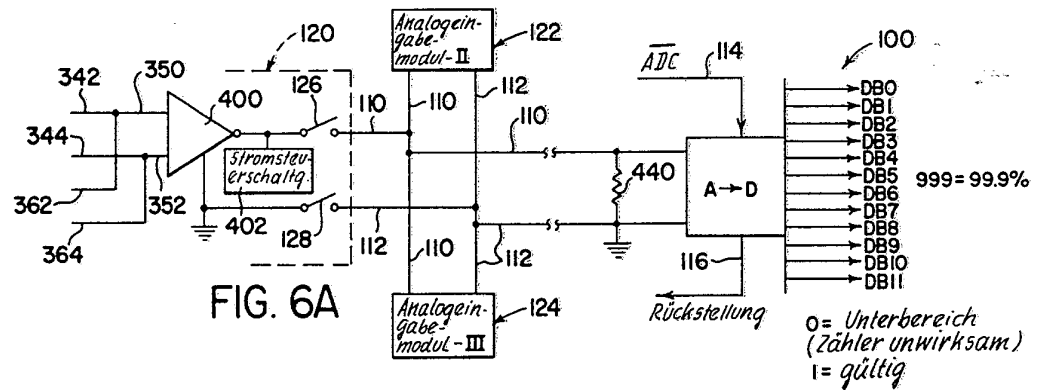 120
Analogein-
gabe-
modul-II
122
100
342
350
400
126
110
110
112
ADC
114
DB0
DB1
DB2
DB3
DB4
DB5
DB6
DB7
DB8
DB9
DB10
DB11
344
110
Stromsteu-
erschaltg.
440
A→D
999=99.9%
362
352
364
402
128
112
110
112
116
FIG. 6A
Analogein-
gabe-
modul-III
124
Rückstellung
0= Unterbereich
(Zähler unwirksam)
1= gültig